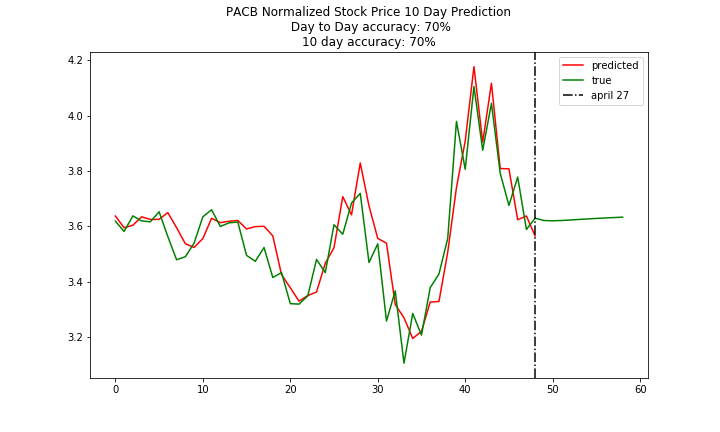 PACB Normalized Stock Price 10 Day Prediction
Day to Day accuracy: 70%
10 day accuracy: 70%
4.2
4.0
3.8
3.6
3.4
3.2
predicted
true
april 27
0
10
20
30
40
50
60